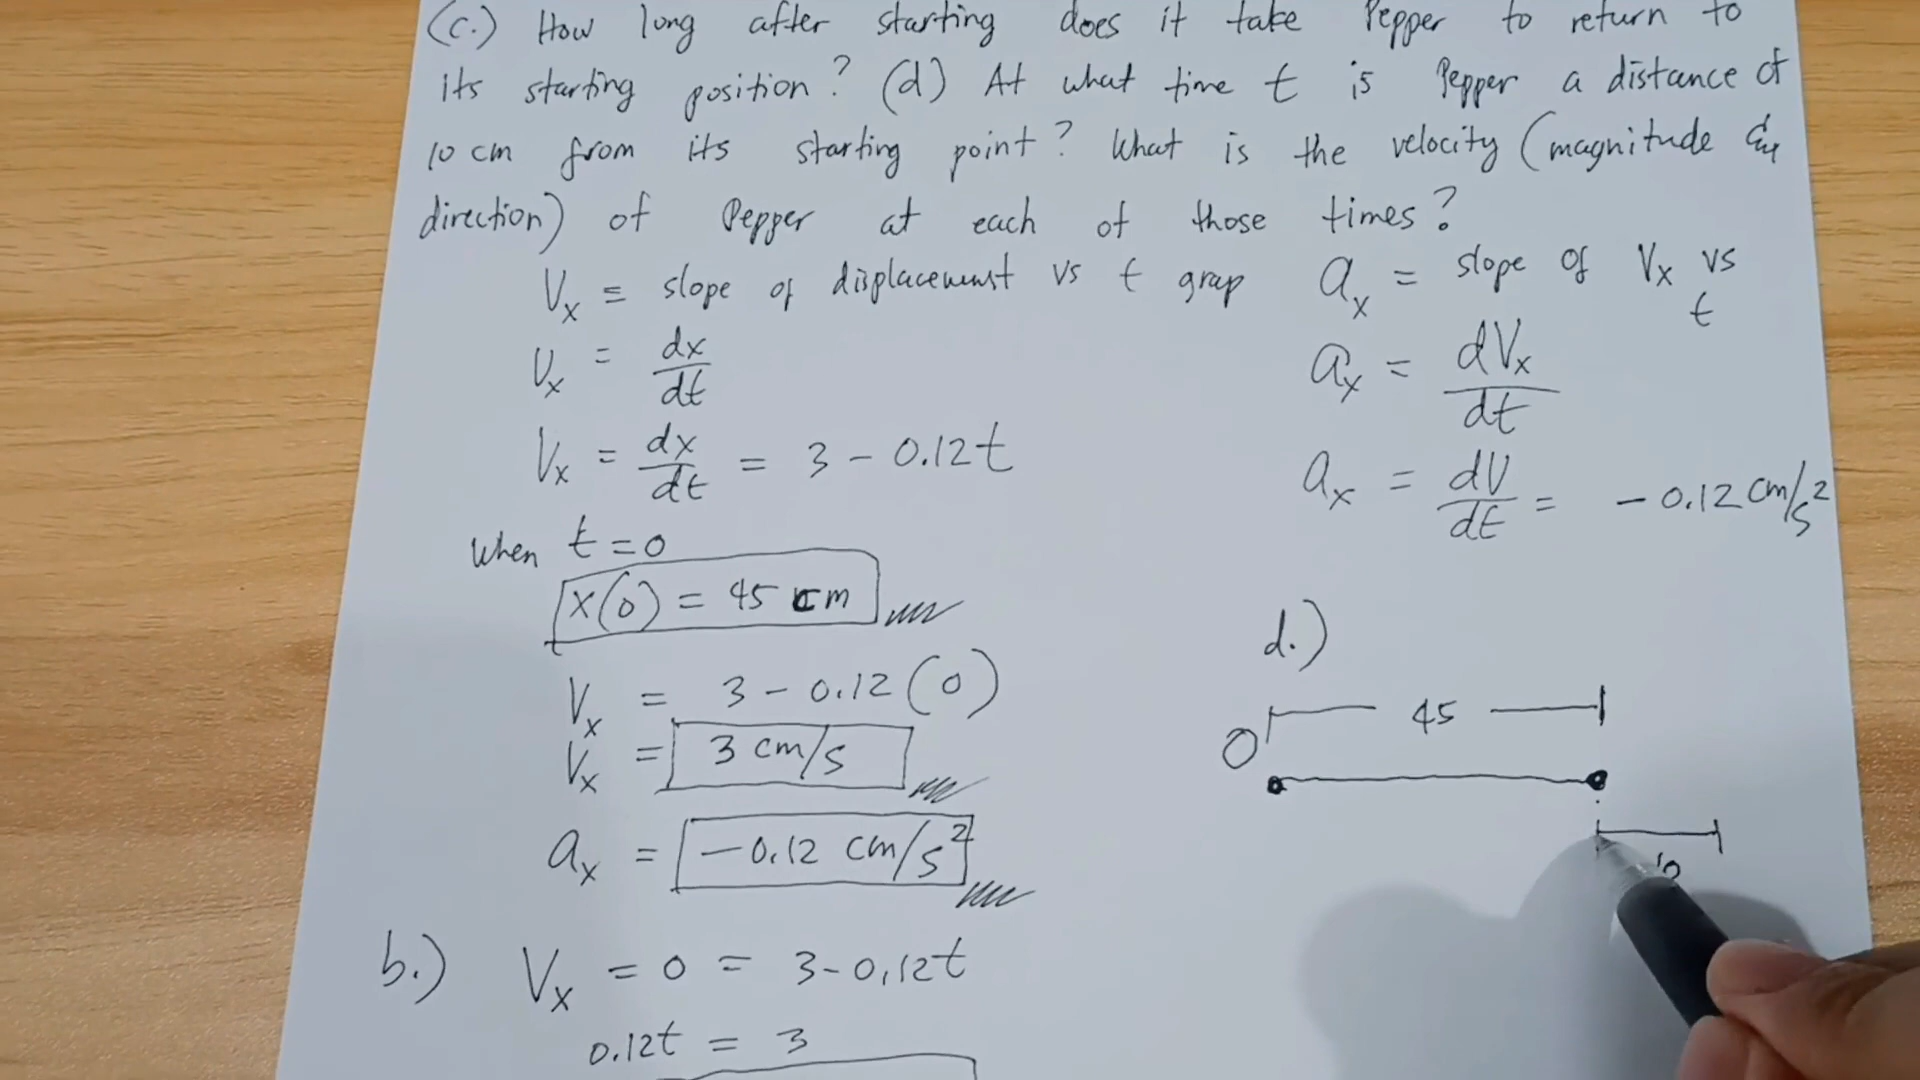 (c.) How long after starting does it take Pepper to return to
its starting position? (d) At what time t is Pepper a distance of
10 cm from its starting point? What is the velocity (magnitude &
direction) of Pepper at each of those times?
Vx = slope of displacement vs t grap
Vx = dx/dt
Vx = dx/dt = 3 - 0.12t
When t = 0
x(0) = 45 cm
Vx = 3 - 0.12(0)
Vx = 3 cm/s
ax = -0.12 cm/s²
b.) Vx = 0 = 3-0.12t
0.12t = 3
ax = slope of Vx vs
t
ax = dVx/dt
ax = dV/dt = -0.12 cm/s²
d.)
45
O
10